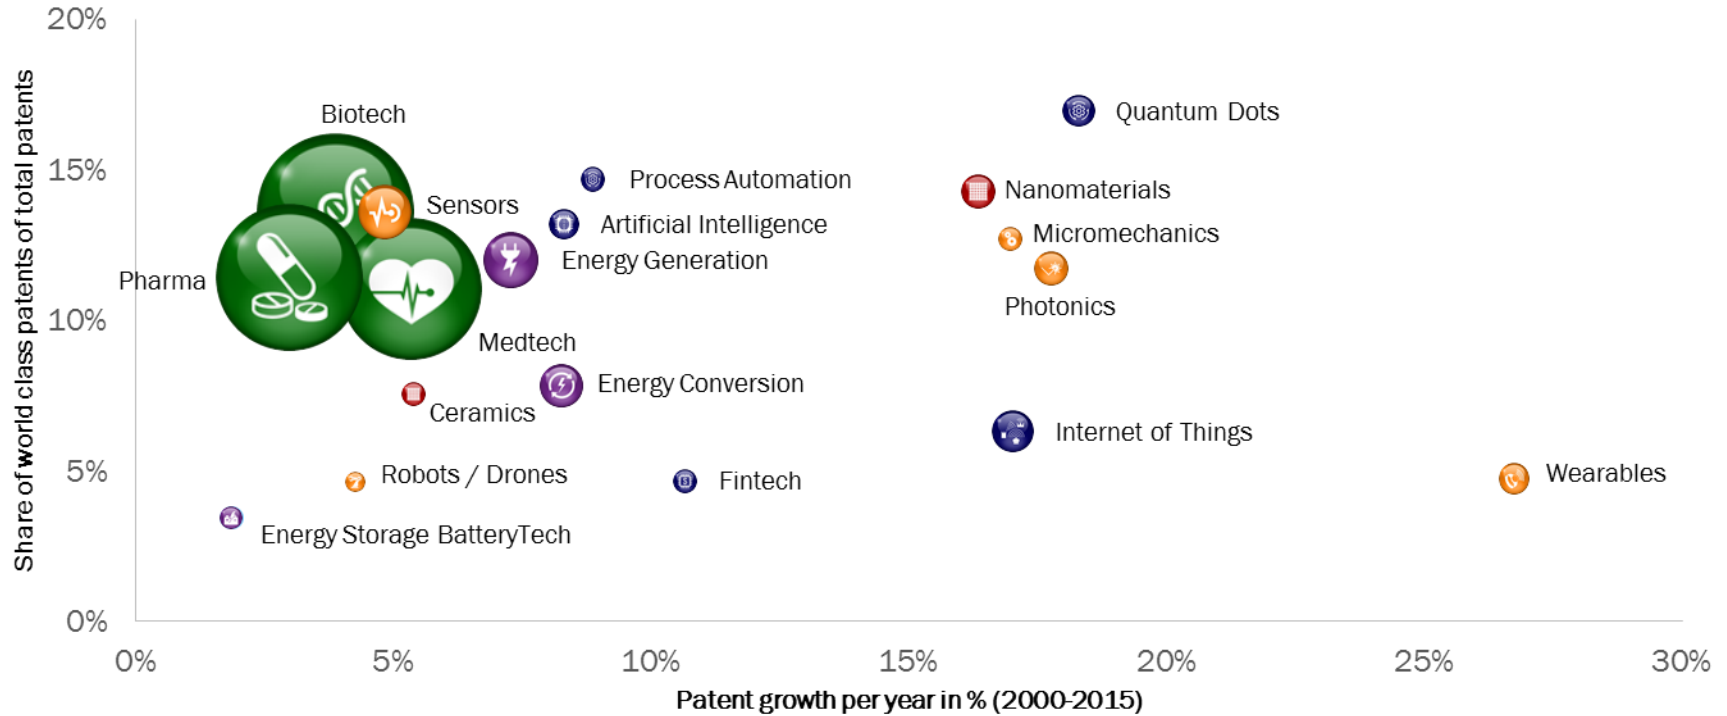 20%
Biotech
Quantum Dots
15%
Process Automation
Nanomaterials
Sensors
Artificial Intelligence
Micromechanics
Energy Generation
Pharma
Photonics
10%
Medtech
Energy Conversion
Ceramics
Internet of Things
5%
Robots / Drones
Fintech
Wearables
Energy Storage BatteryTech
0%
0% 5% 10% 15% 20% 25% 30%
Patent growth per year in % (2000-2015)
Share of world class patents of total patents